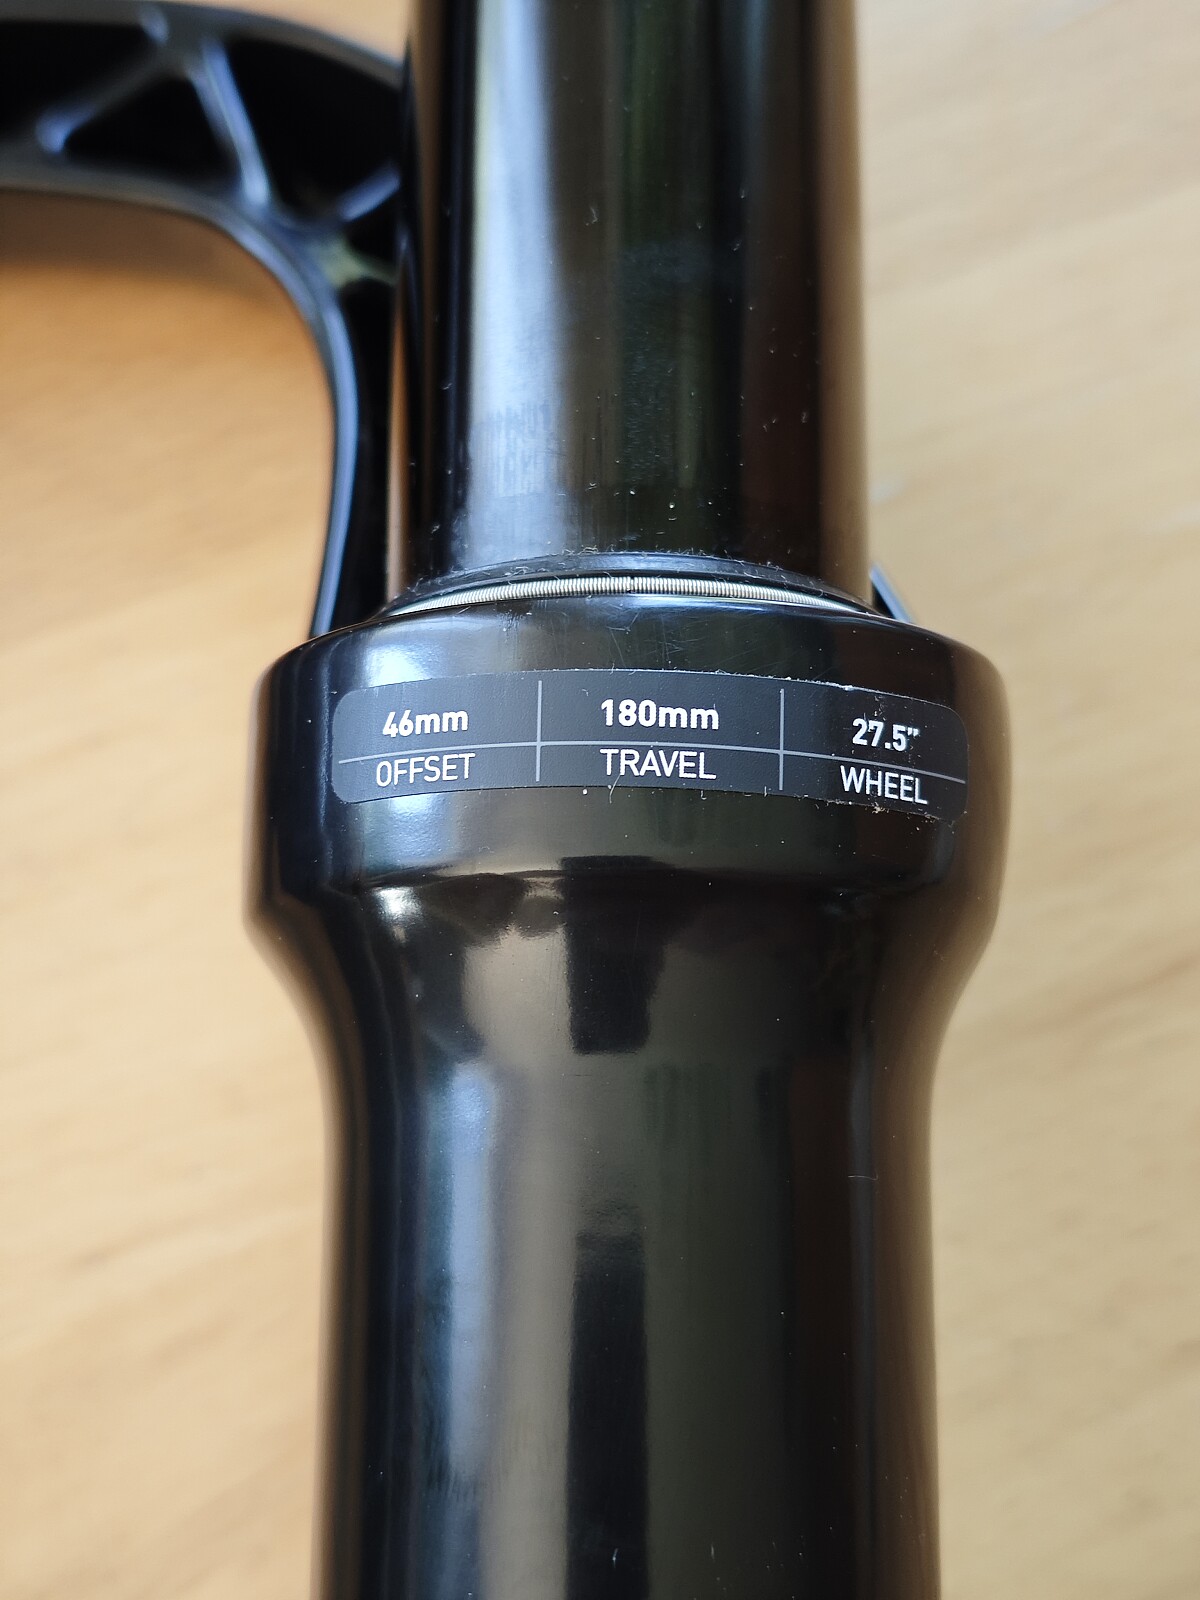 46mm 180mm 27.5"
OFFSET TRAVEL WHEEL